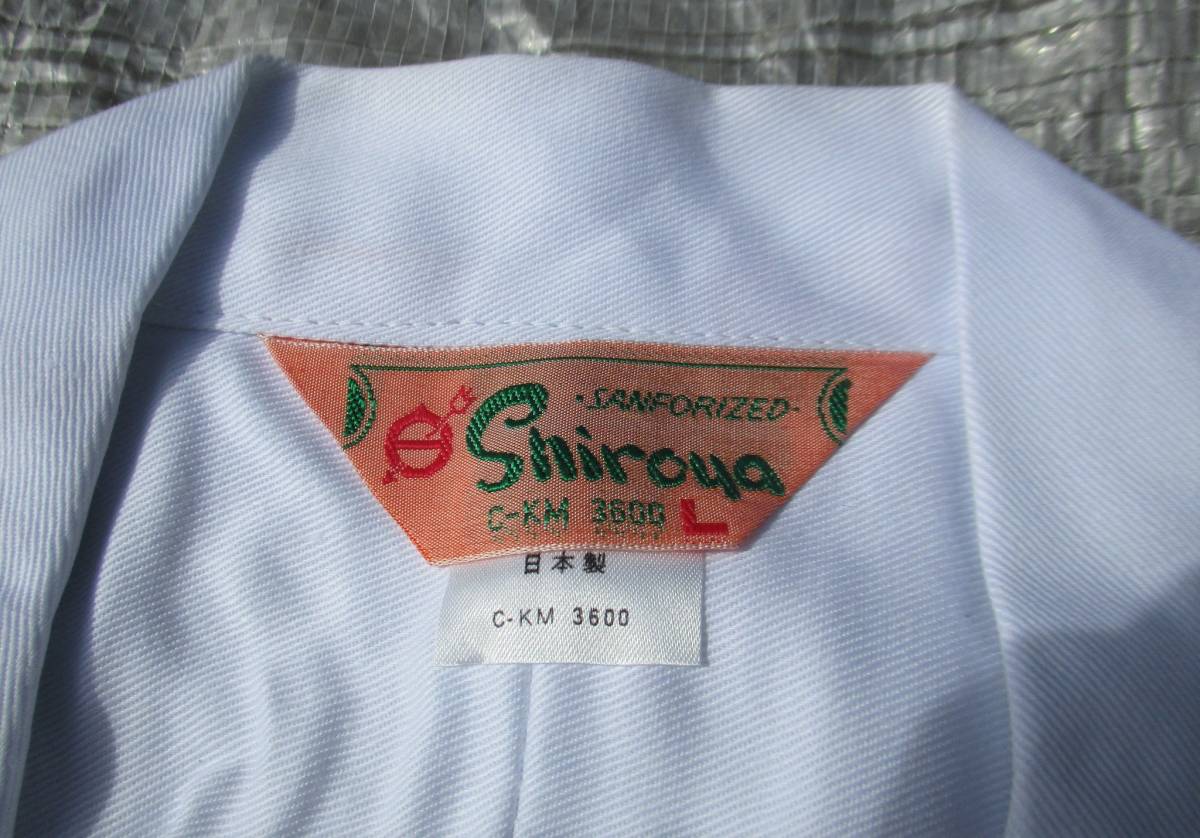 ·SANFORIZED·
Shiroya
C-KM 3600 L
日本製
C-KM 3600